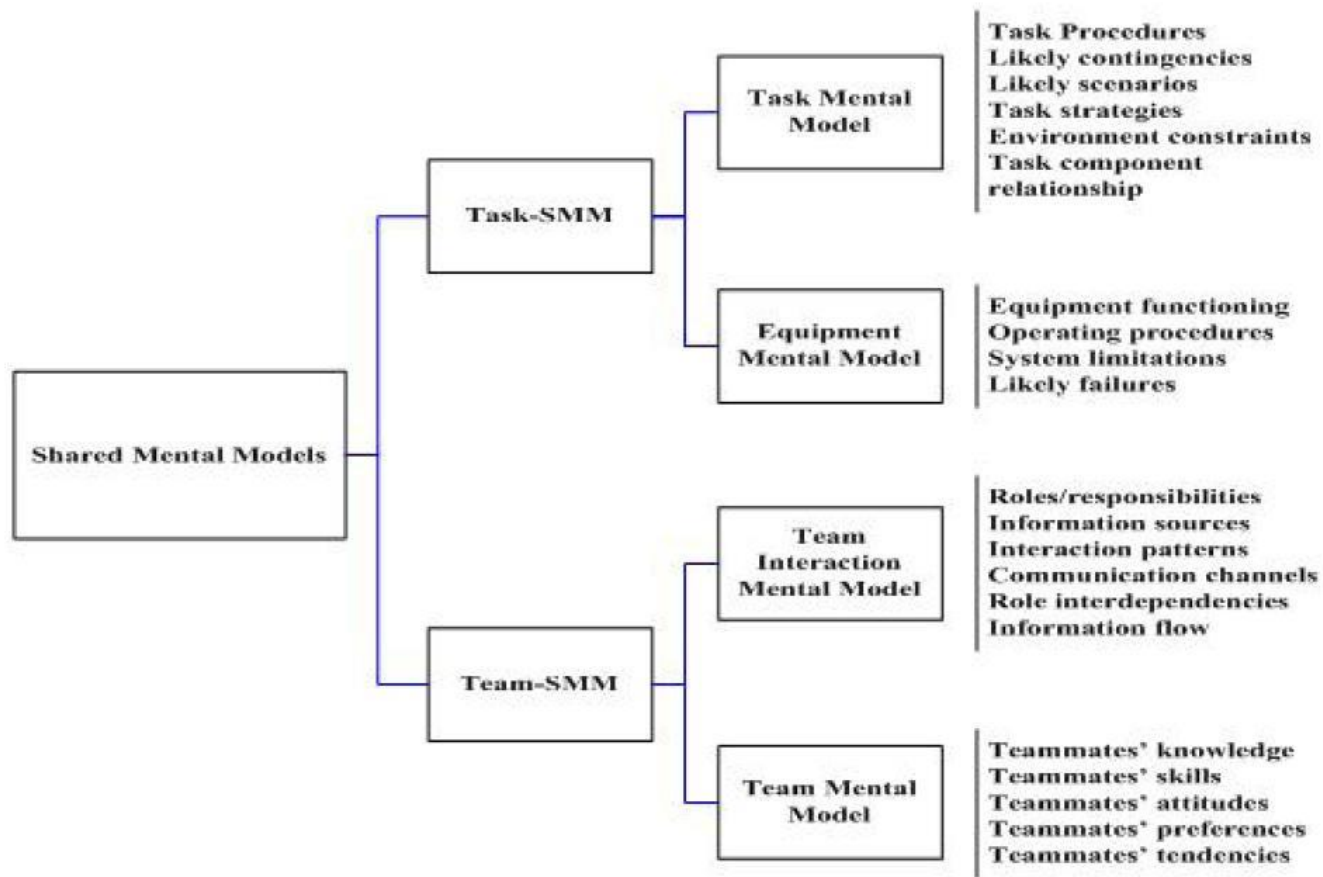 Task Procedures
Likely contingencies
Likely scenarios
Task strategies
Environment constraints
Task component
relationship
Task Mental
Model
Task-SMM
Equipment
Mental Model
Equipment functioning
Operating procedures
System limitations
Likely failures
Shared Mental Models
Team
Interaction
Mental Model
Roles/responsibilities
Information sources
Interaction patterns
Communication channels
Role interdependencies
Information flow
Team-SMM
Team Mental
Model
Teammates’ knowledge
Teammates’ skills
Teammates’ attitudes
Teammates’ preferences
Teammates’ tendencies